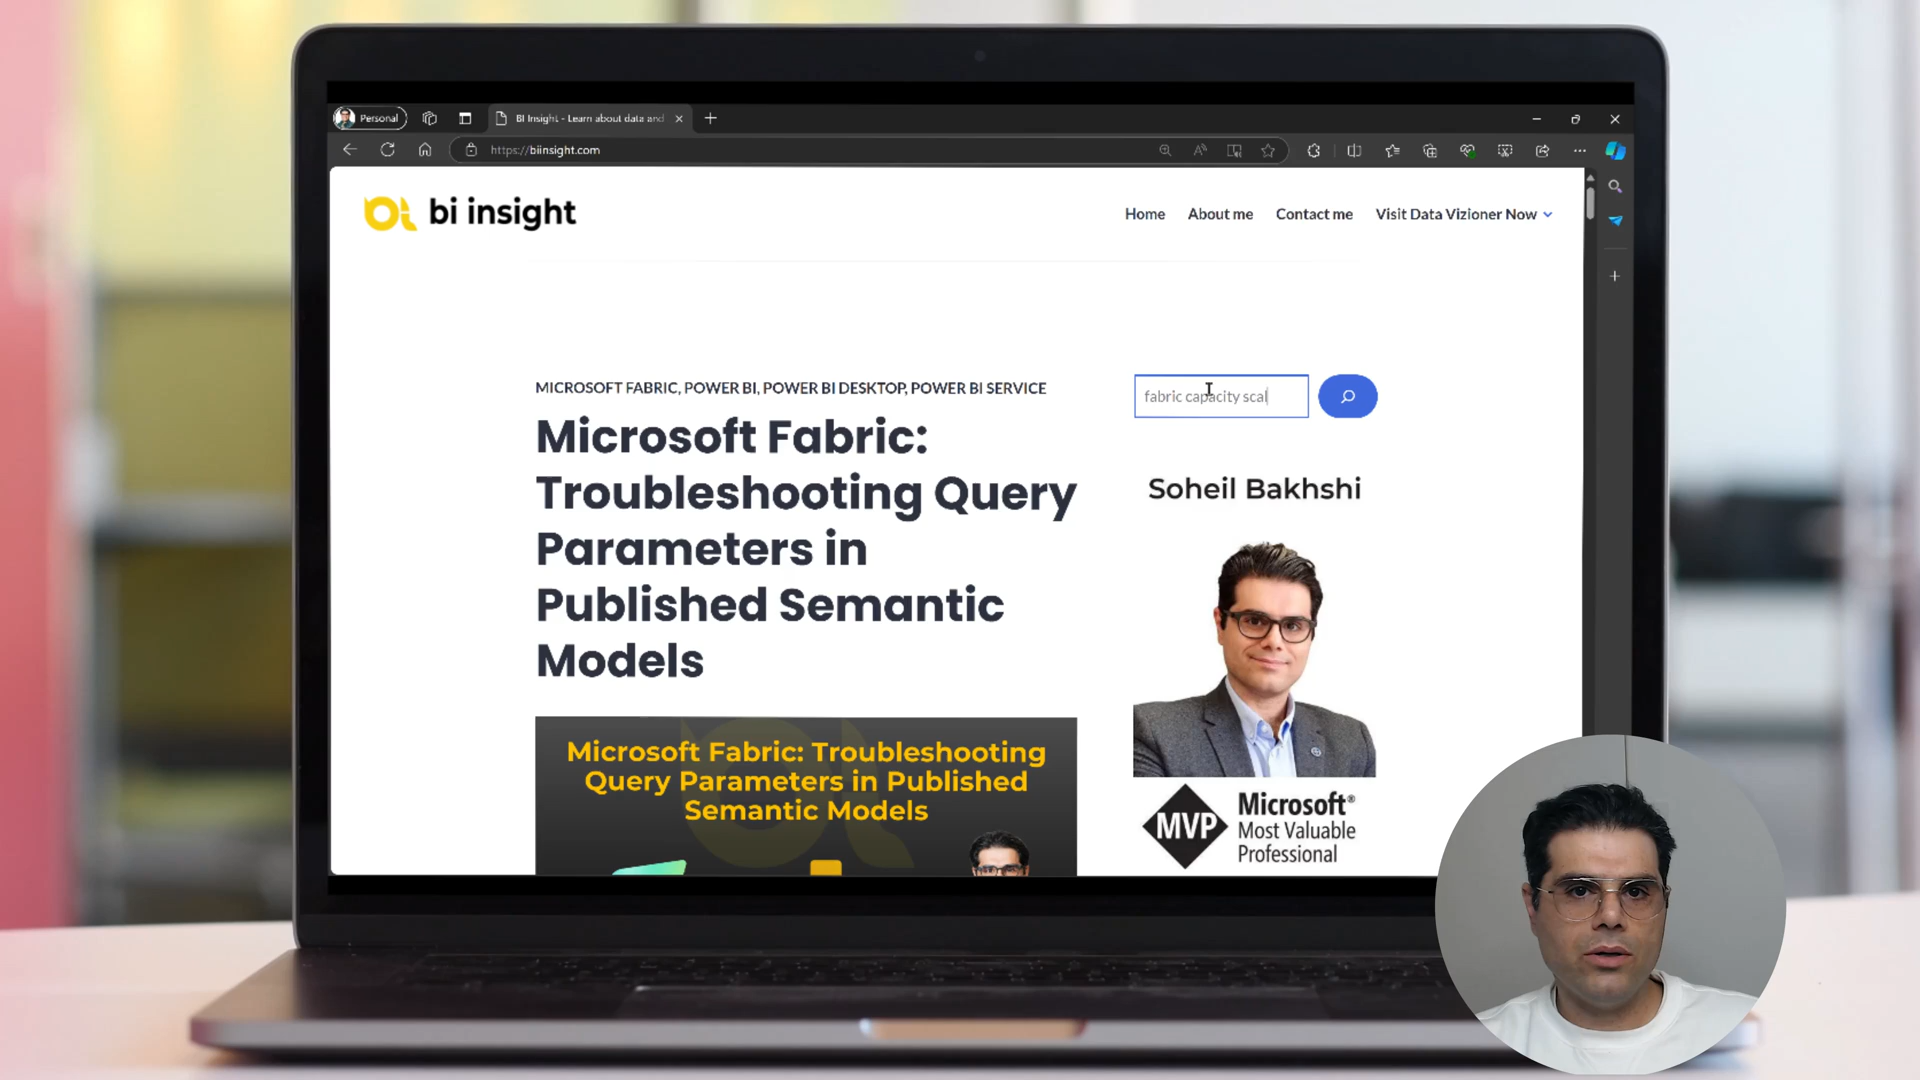 Personal
BI Insight - Learn about data and
https://biinsight.com
bi insight
Home
About me
Contact me
Visit Data Vizioner Now
MICROSOFT FABRIC, POWER BI, POWER BI DESKTOP, POWER BI SERVICE
fabric capacity scal
Microsoft Fabric:
Troubleshooting Query
Parameters in
Published Semantic
Models
Soheil Bakhshi
Microsoft Fabric: Troubleshooting
Query Parameters in Published
Semantic Models
MVP
Microsoft®
Most Valuable
Professional